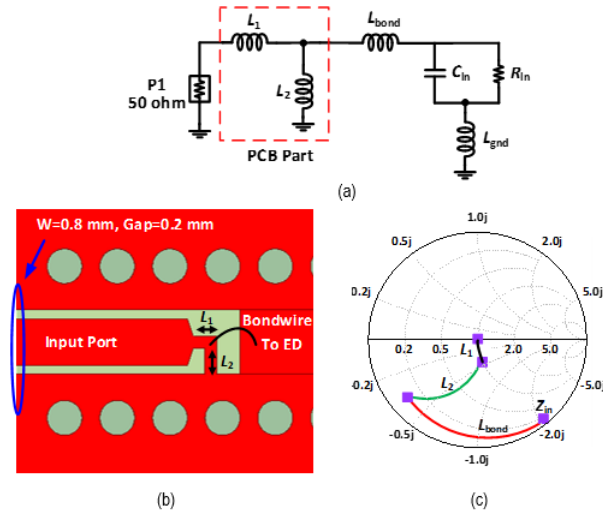 L1
Lbond
P1
50 ohm
L2
Cin
Rin
Lgnd
PCB Part
(a)
W=0.8 mm, Gap=0.2 mm
L1
Bondwire
Input Port
To ED
L2
(b)
1.0j
0.5j
2.0j
0.2j
5.0j
0.2
0.5
2.0
5.0
L1
L2
Zin
Lbond
-0.2j
-5.0j
-0.5j
-2.0j
-1.0j
(c)